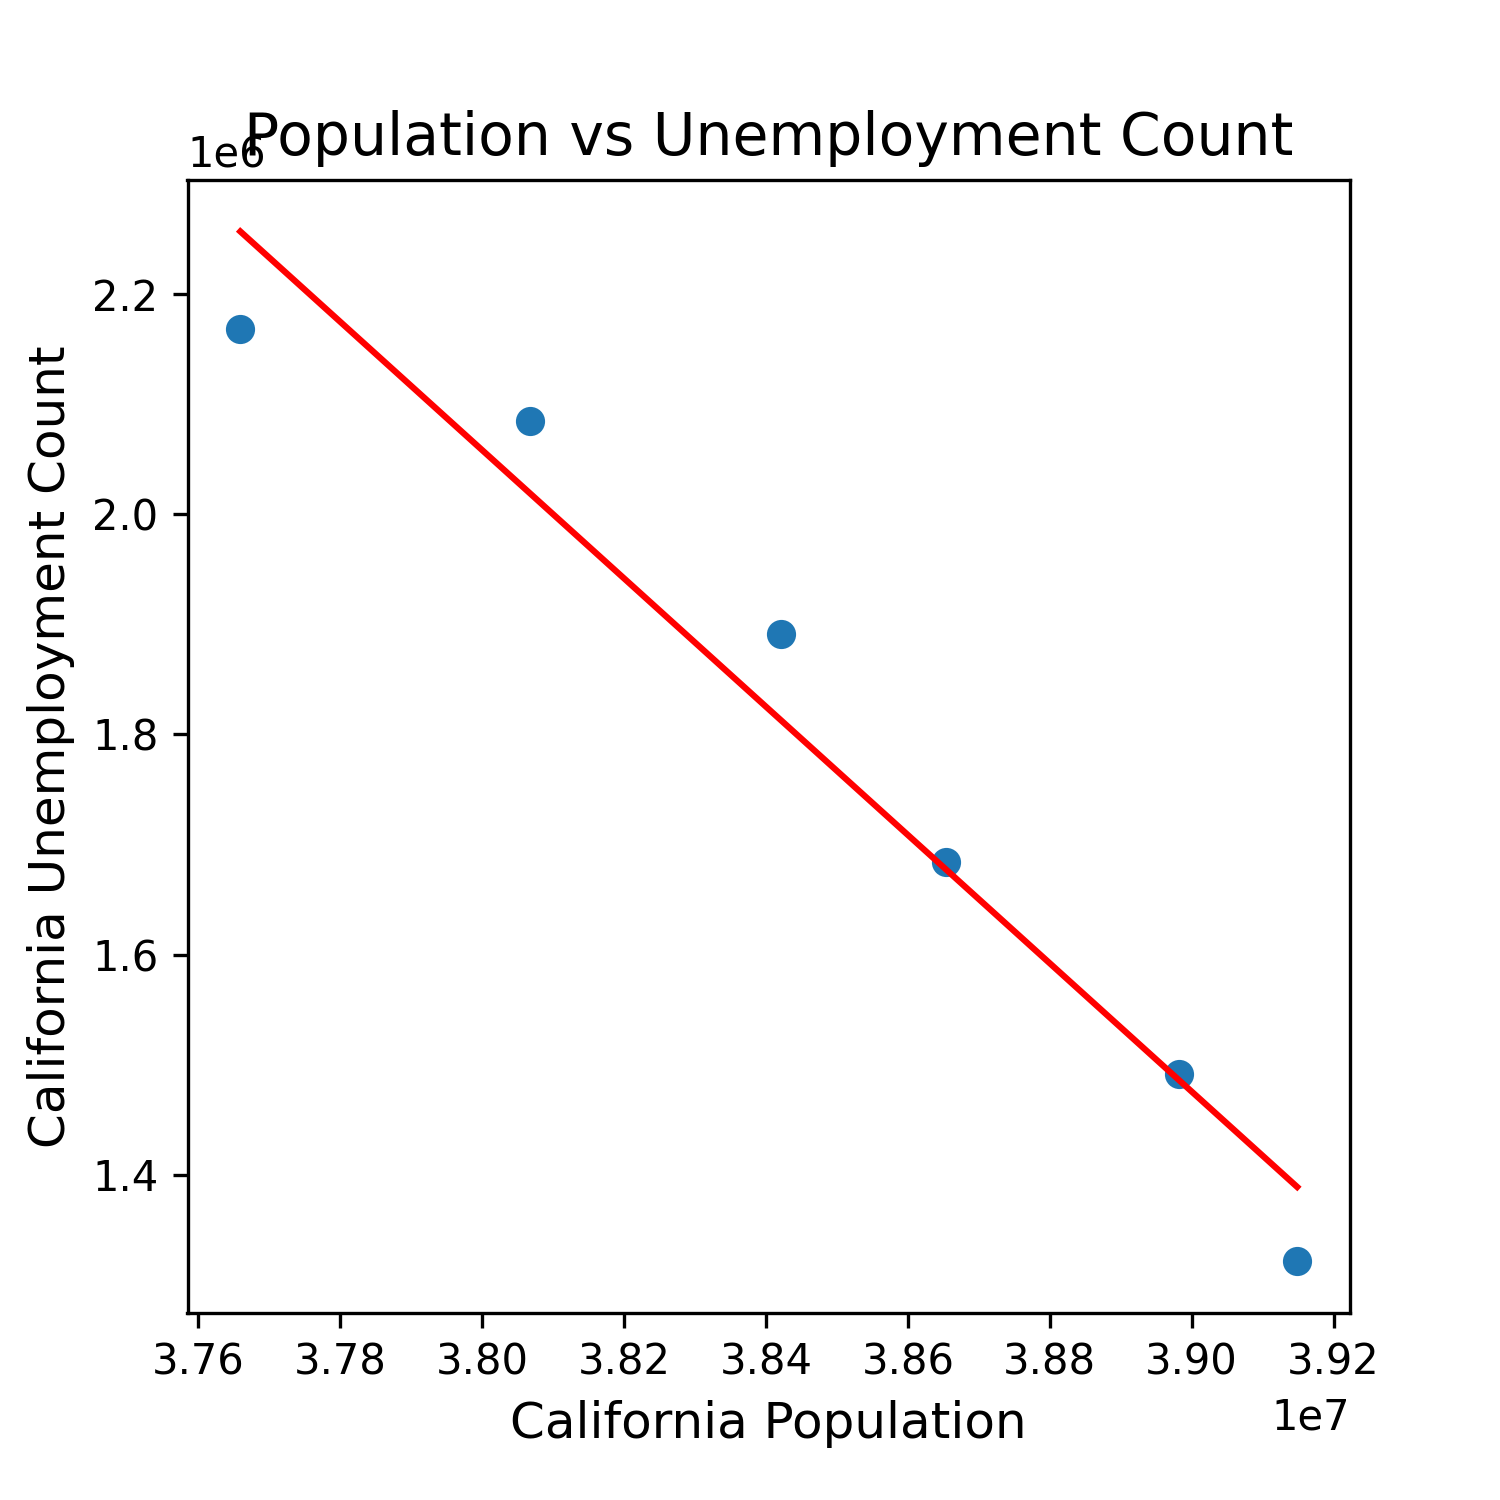 Population vs Unemployment Count
1e6
2.2
2.0
1.8
1.6
1.4
California Unemployment Count
3.76 3.78 3.80 3.82 3.84 3.86 3.88 3.90 3.92
1e7
California Population